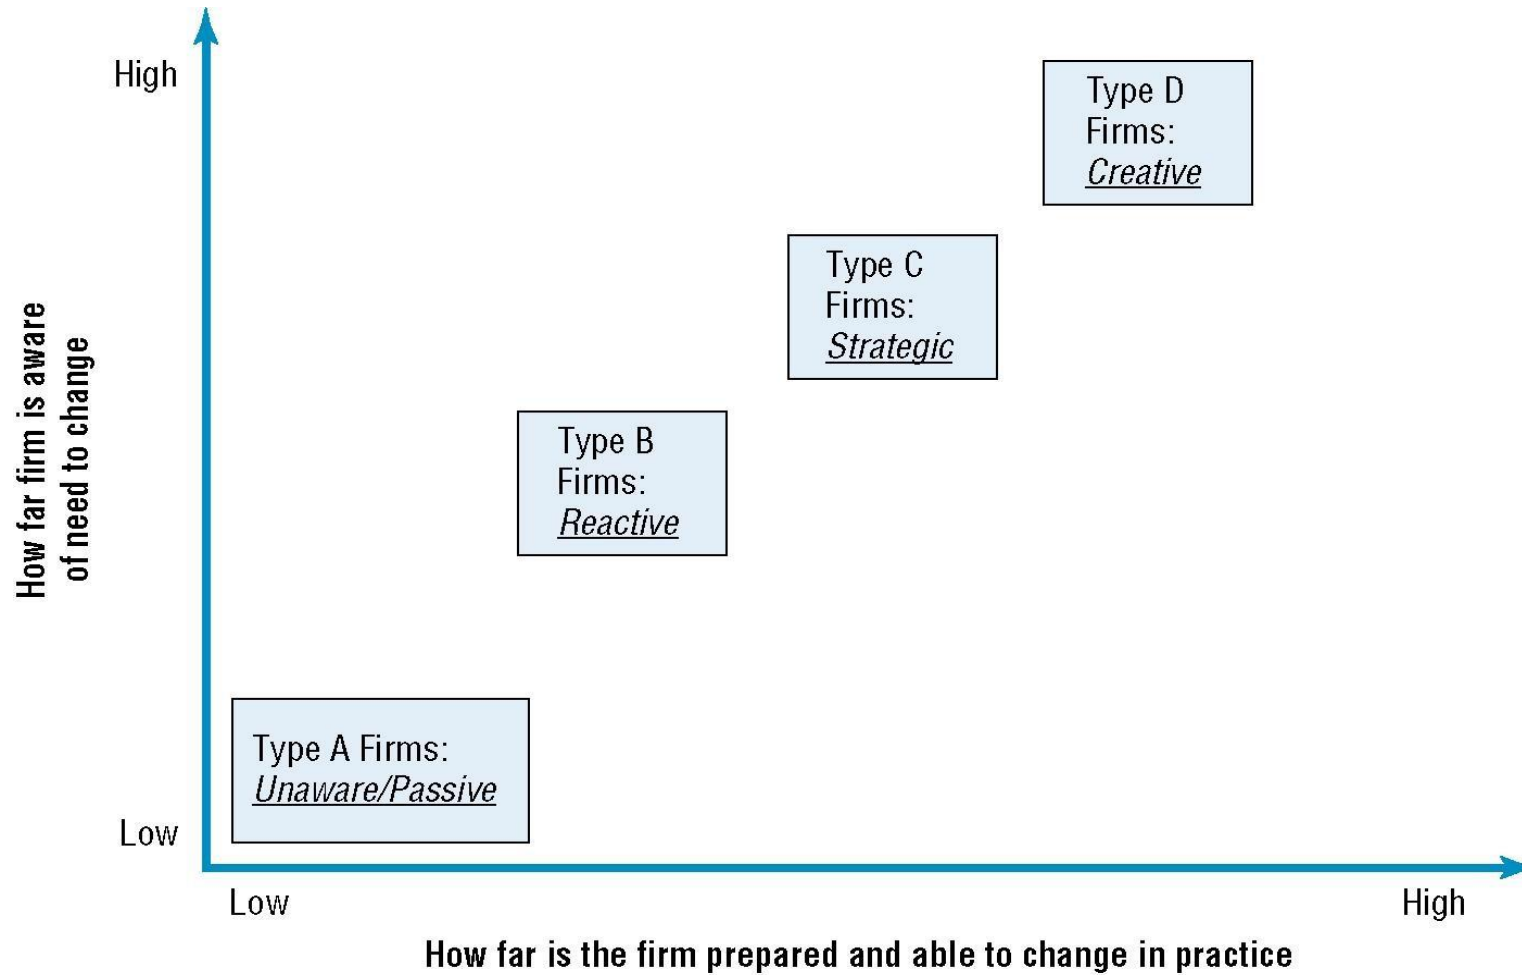 High
Type D
Firms:
Creative
Type C
Firms:
Strategic
How far firm is aware
of need to change
Type B
Firms:
Reactive
Type A Firms:
Unaware/Passive
Low
Low
High
How far is the firm prepared and able to change in practice